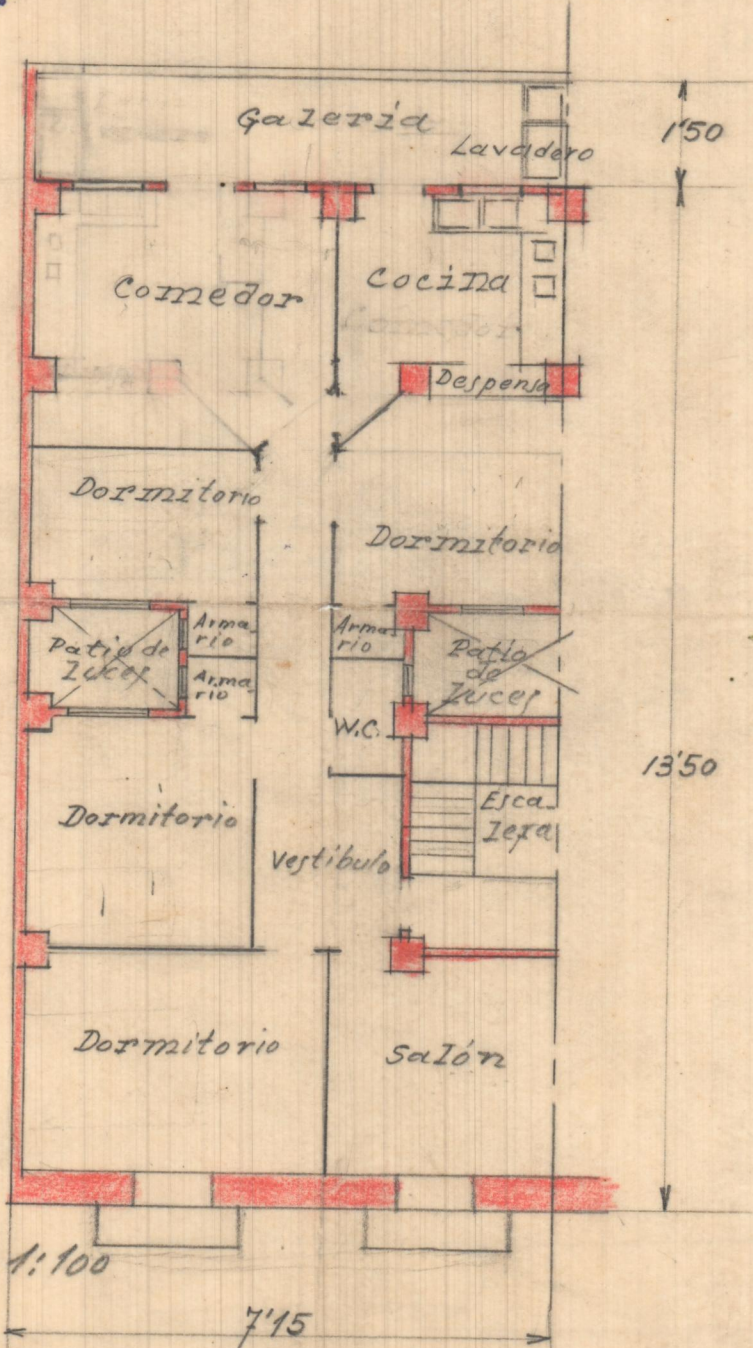 Galería
Lavadero
1'50
Comedor
Cocina
Despensa
Dormitorio
Dormitorio
Arma-
rio
Arma-
rio
Patio de
Luces
Arma-
rio
Patio
de
Luces
W.C.
13'50
Dormitorio
Esca-
lera
Vestíbulo
Dormitorio
Salón
1:100
7'15